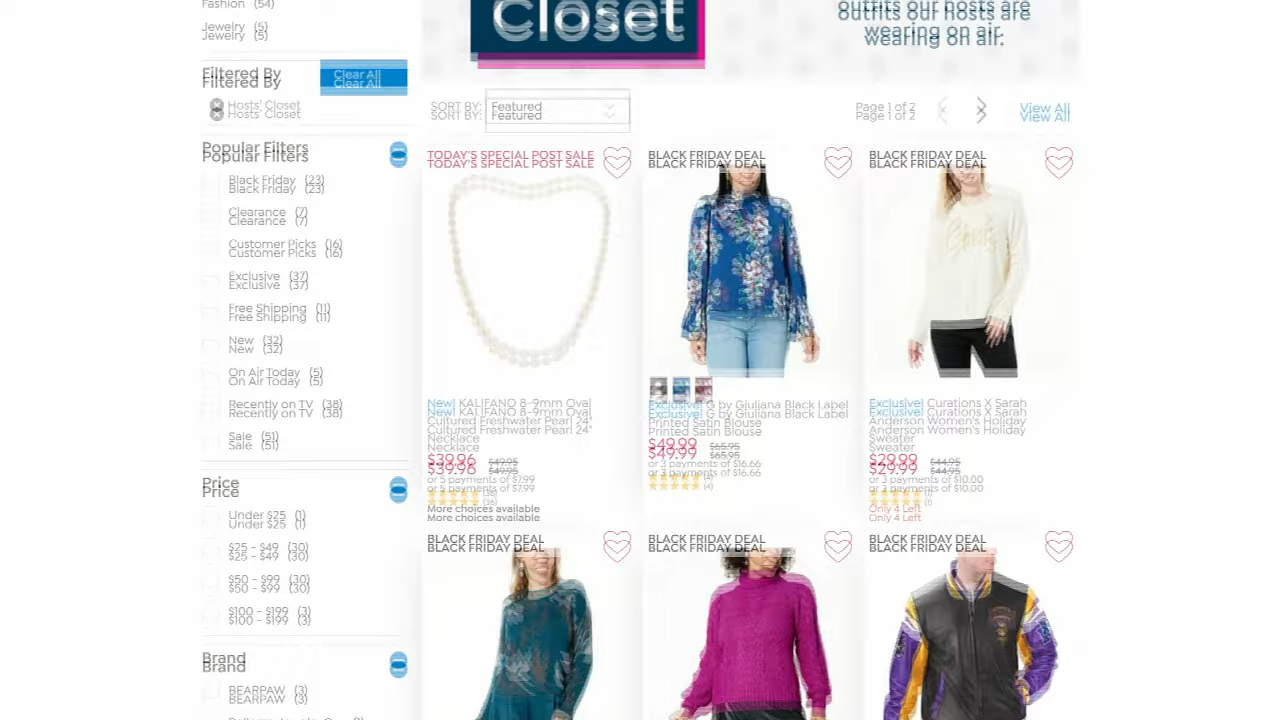 Fashion (54)
Jewelry (5)
Filtered By
Clear All
Hosts' Closet
Popular Filters
Black Friday (23)
Clearance (7)
Customer Picks (16)
Exclusive (37)
Free Shipping (11)
New (32)
On Air Today (5)
Recently on TV (38)
Sale (51)
Price
Under $25 (1)
$25 - $49 (30)
$50 - $99 (30)
$100 - $199 (3)
Brand
BEARPAW (3)
Closet
outfits our hosts are
wearing on air.
SORT BY: Featured
Page 1 of 2
View All
TODAY'S SPECIAL POST SALE
New! KALIFANO 8-9mm Oval
Cultured Freshwater Pearl 24"
Necklace
$39.96 $49.95
or 5 payments of $7.99
(36)
More choices available
BLACK FRIDAY DEAL
Exclusive! G by Giuliana Black Label
Printed Satin Blouse
$49.99 $65.95
or 3 payments of $16.66
(4)
BLACK FRIDAY DEAL
Exclusive! Curations X Sarah
Anderson Women's Holiday
Sweater
$29.99 $44.95
or 3 payments of $10.00
(1)
Only 4 Left
BLACK FRIDAY DEAL
BLACK FRIDAY DEAL
BLACK FRIDAY DEAL